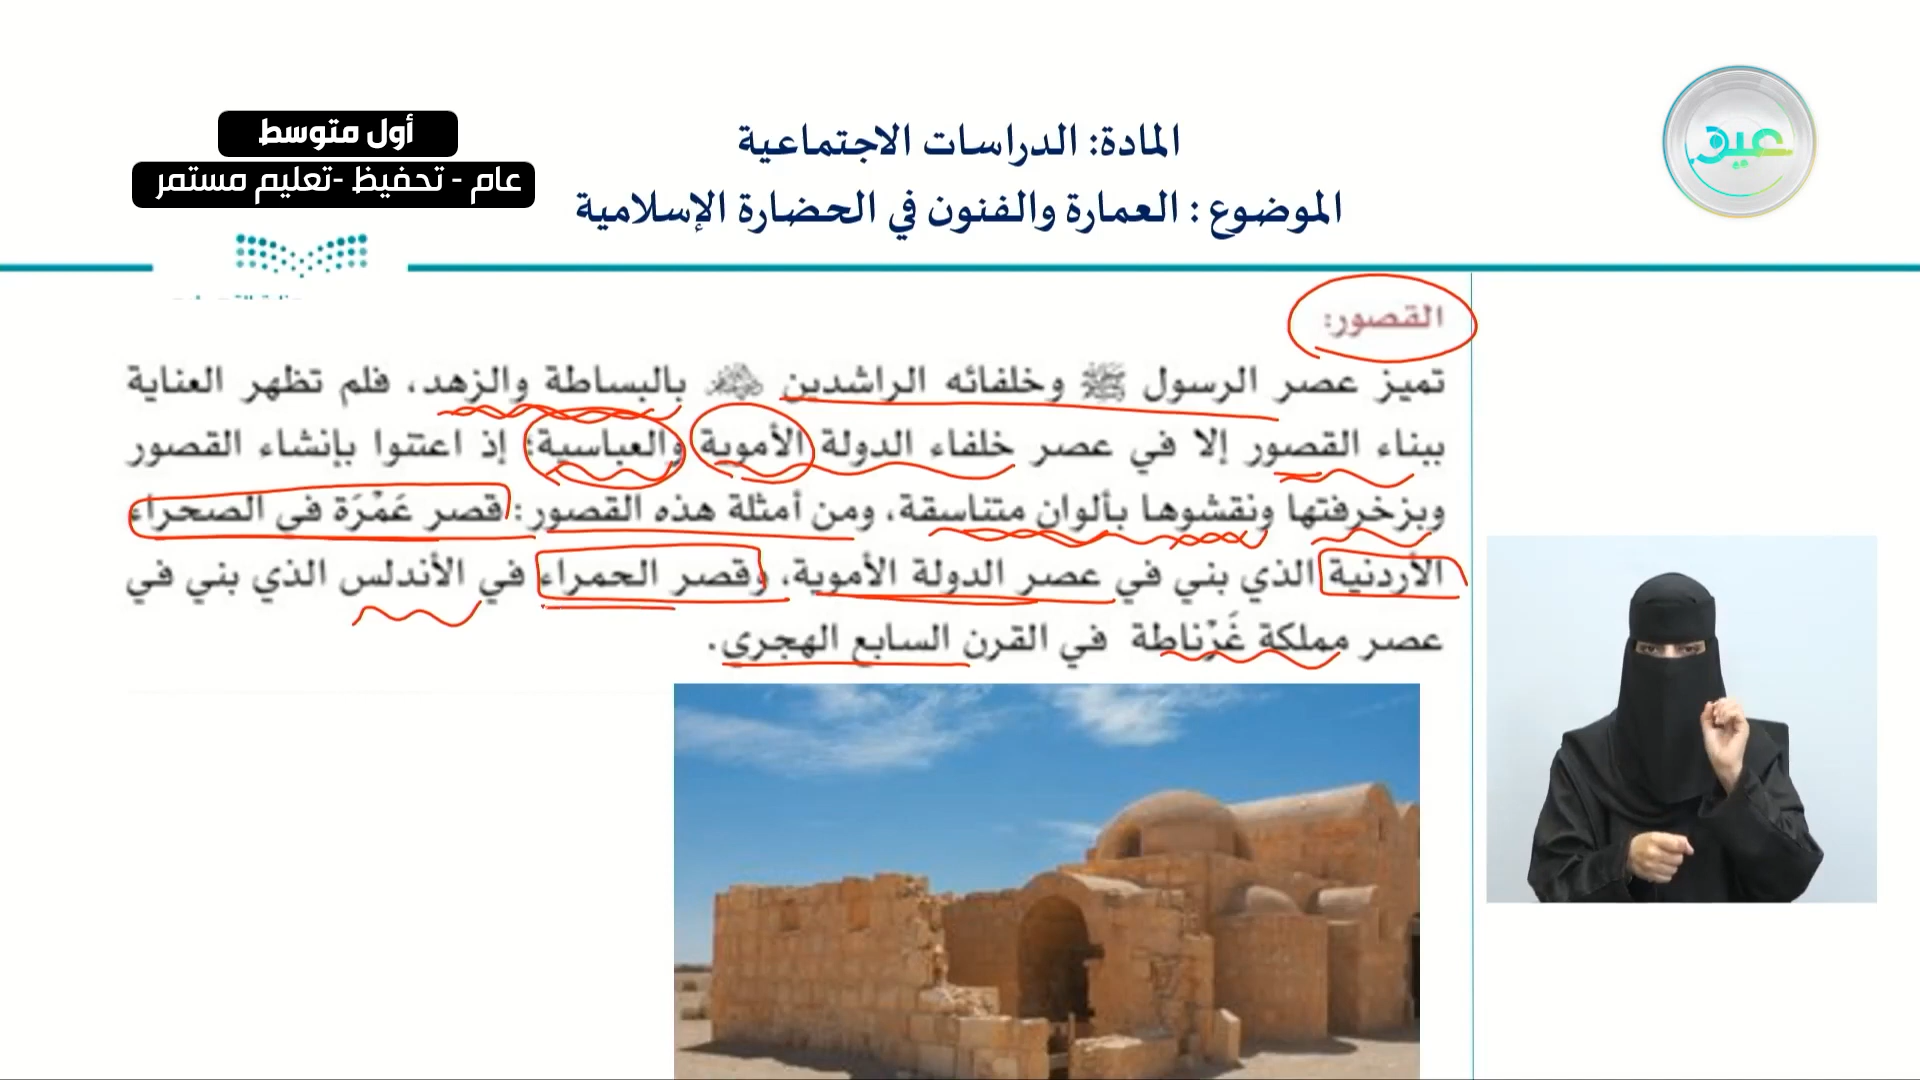 المادة: الدراسات الاجتماعية
الموضوع : العمارة والفنون في الحضارة الإسلامية
أول متوسط
عام - تحفيظ -تعليم مستمر
عين
القصور:
تميز عصر الرسول ﷺ وخلفائه الراشدين بالبساطة والزهد، فلم تظهر العناية
ببناء القصور إلا في عصر خلفاء الدولة الأموية والعباسية؛ إذ اعتنوا بإنشاء القصور
وبزخرفتها ونقشوها بألوان متناسقة، ومن أمثلة هذه القصور: قصر عَمْرَة في الصحراء
الأردنية الذي بني في عصر الدولة الأموية، وقصر الحمراء في الأندلس الذي بني في
عصر مملكة غَرْناطة في القرن السابع الهجري.